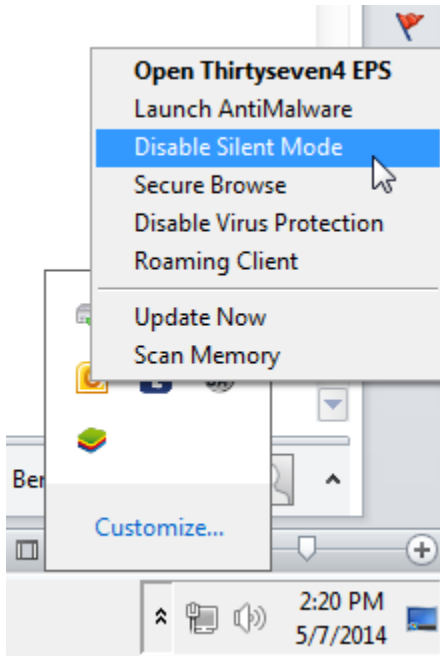 Open Thirtyseven4 EPS
Launch AntiMalware
Disable Silent Mode
Secure Browse
Disable Virus Protection
Roaming Client
Update Now
Scan Memory
Ber
Customize...
2:20 PM
5/7/2014